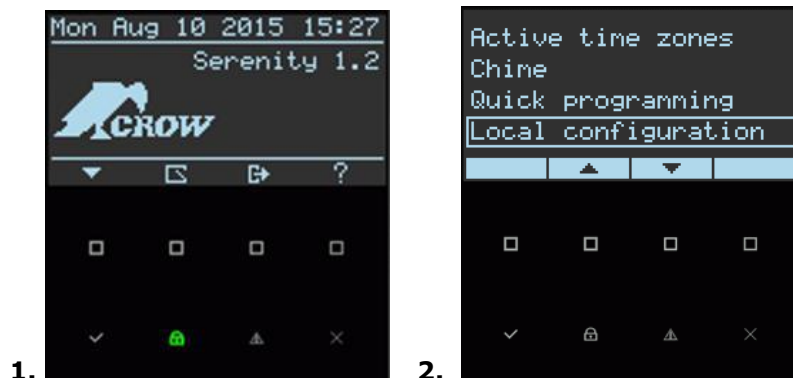 Mon Aug 10 2015 15:27
Serenity 1.2
CROW
?
1.
Active time zones
Chime
Quick programming
Local configuration
2.